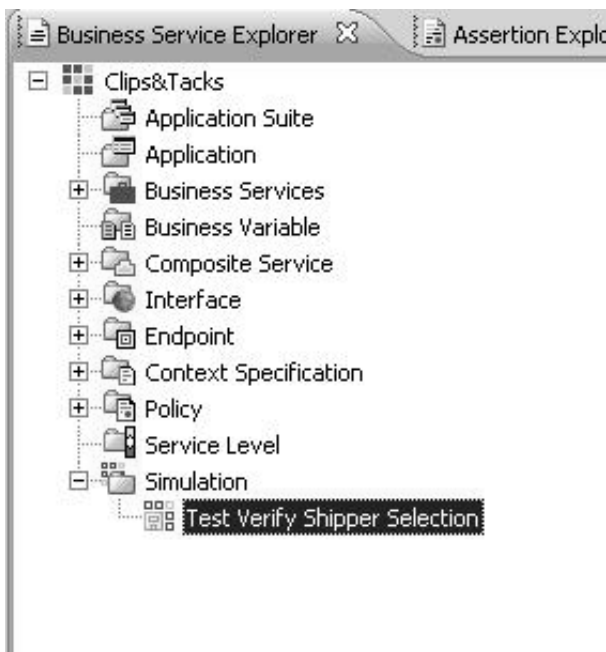 Business Service Explorer Assertion Explo
Clips&Tacks
Application Suite
Application
Business Services
Business Variable
Composite Service
Interface
Endpoint
Context Specification
Policy
Service Level
Simulation
Test Verify Shipper Selection